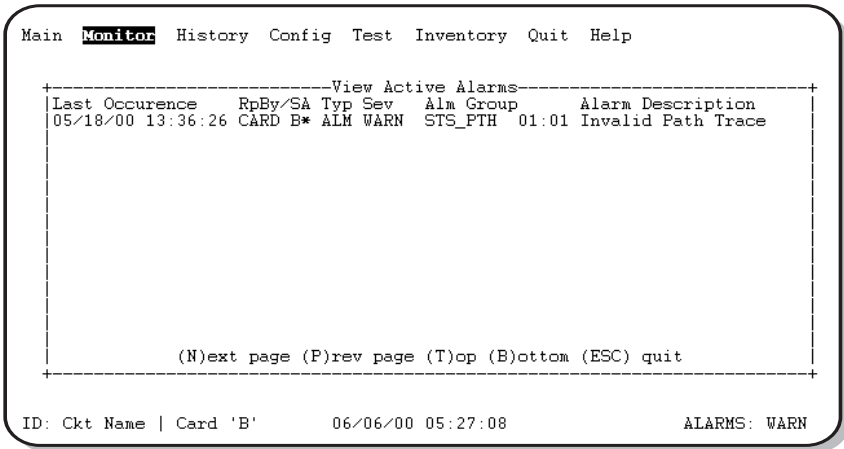 Main Monitor History Config Test Inventory Quit Help
View Active Alarms
Last Occurence RpBy/SA Typ Sev Alm Group Alarm Description
05/18/00 13:36:26 CARD B* ALM WARN STS_PTH 01:01 Invalid Path Trace
(N)ext page (P)rev page (T)op (B)ottom (ESC) quit
ID: Ckt Name | Card 'B' 06/06/00 05:27:08 ALARMS: WARN